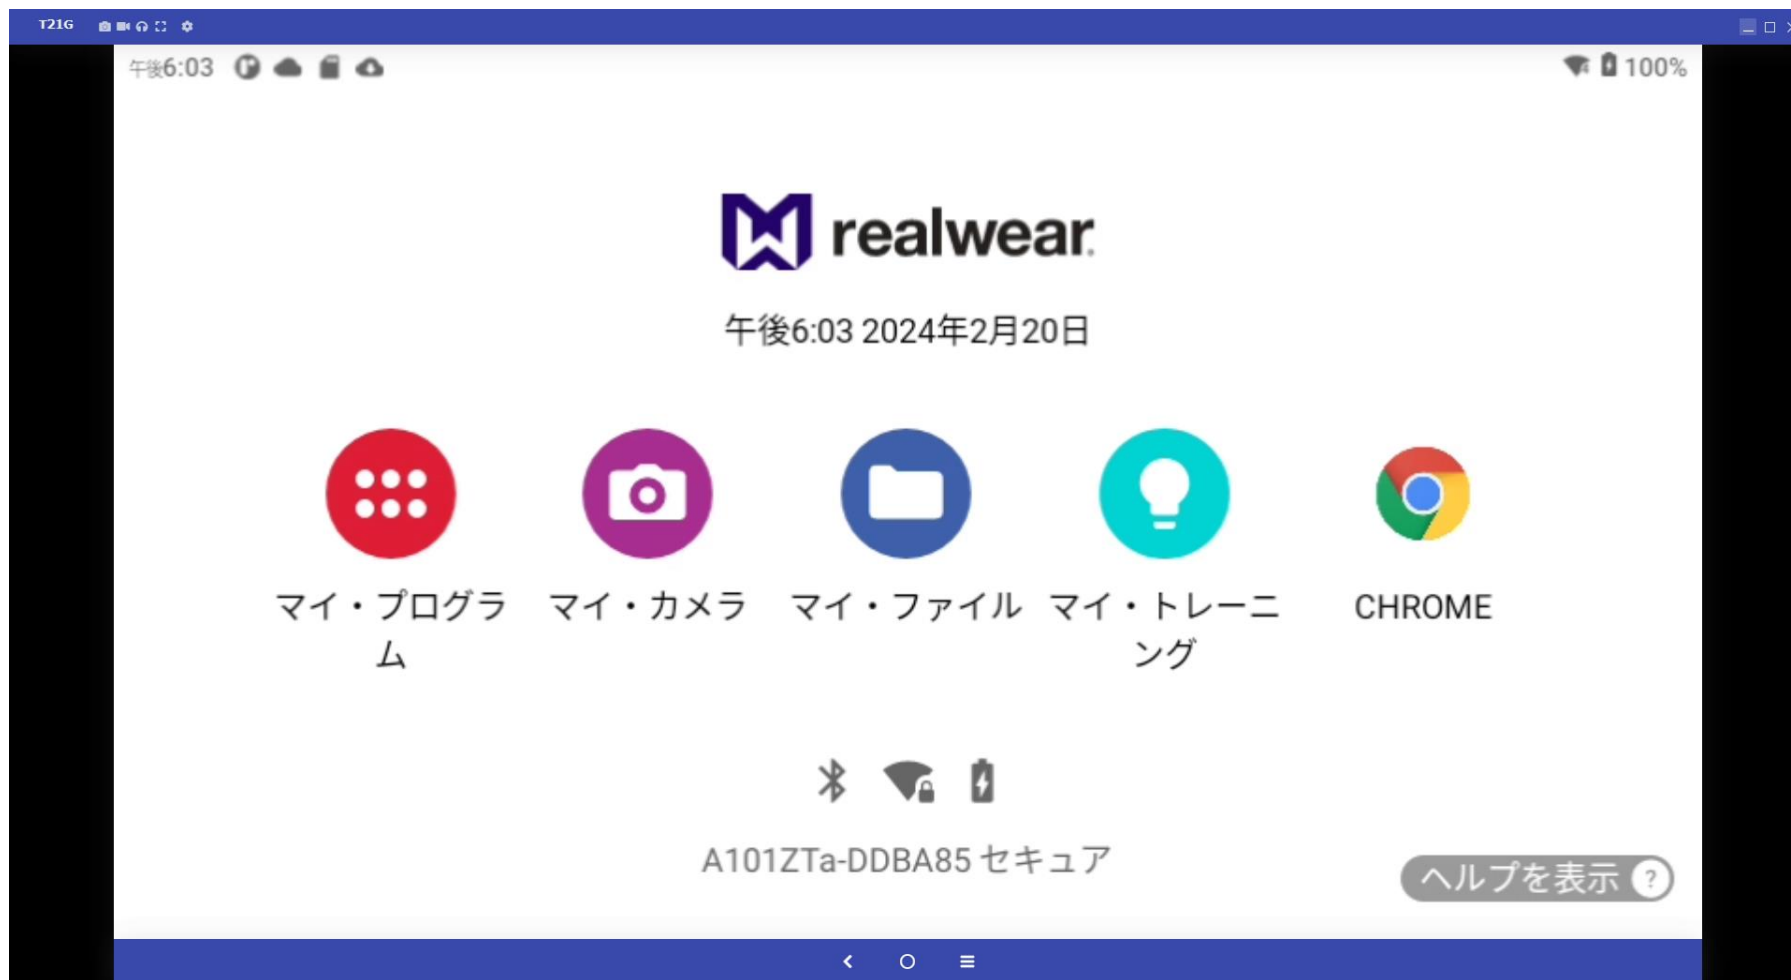 T21G
午後6:03
100%
realwear
午後6:03 2024年2月20日
マイ・プログラ
ム
マイ・カメラ
マイ・ファイル
マイ・トレーニ
ング
CHROME
A101ZTa-DDBA85 セキュア
ヘルプを表示 ?